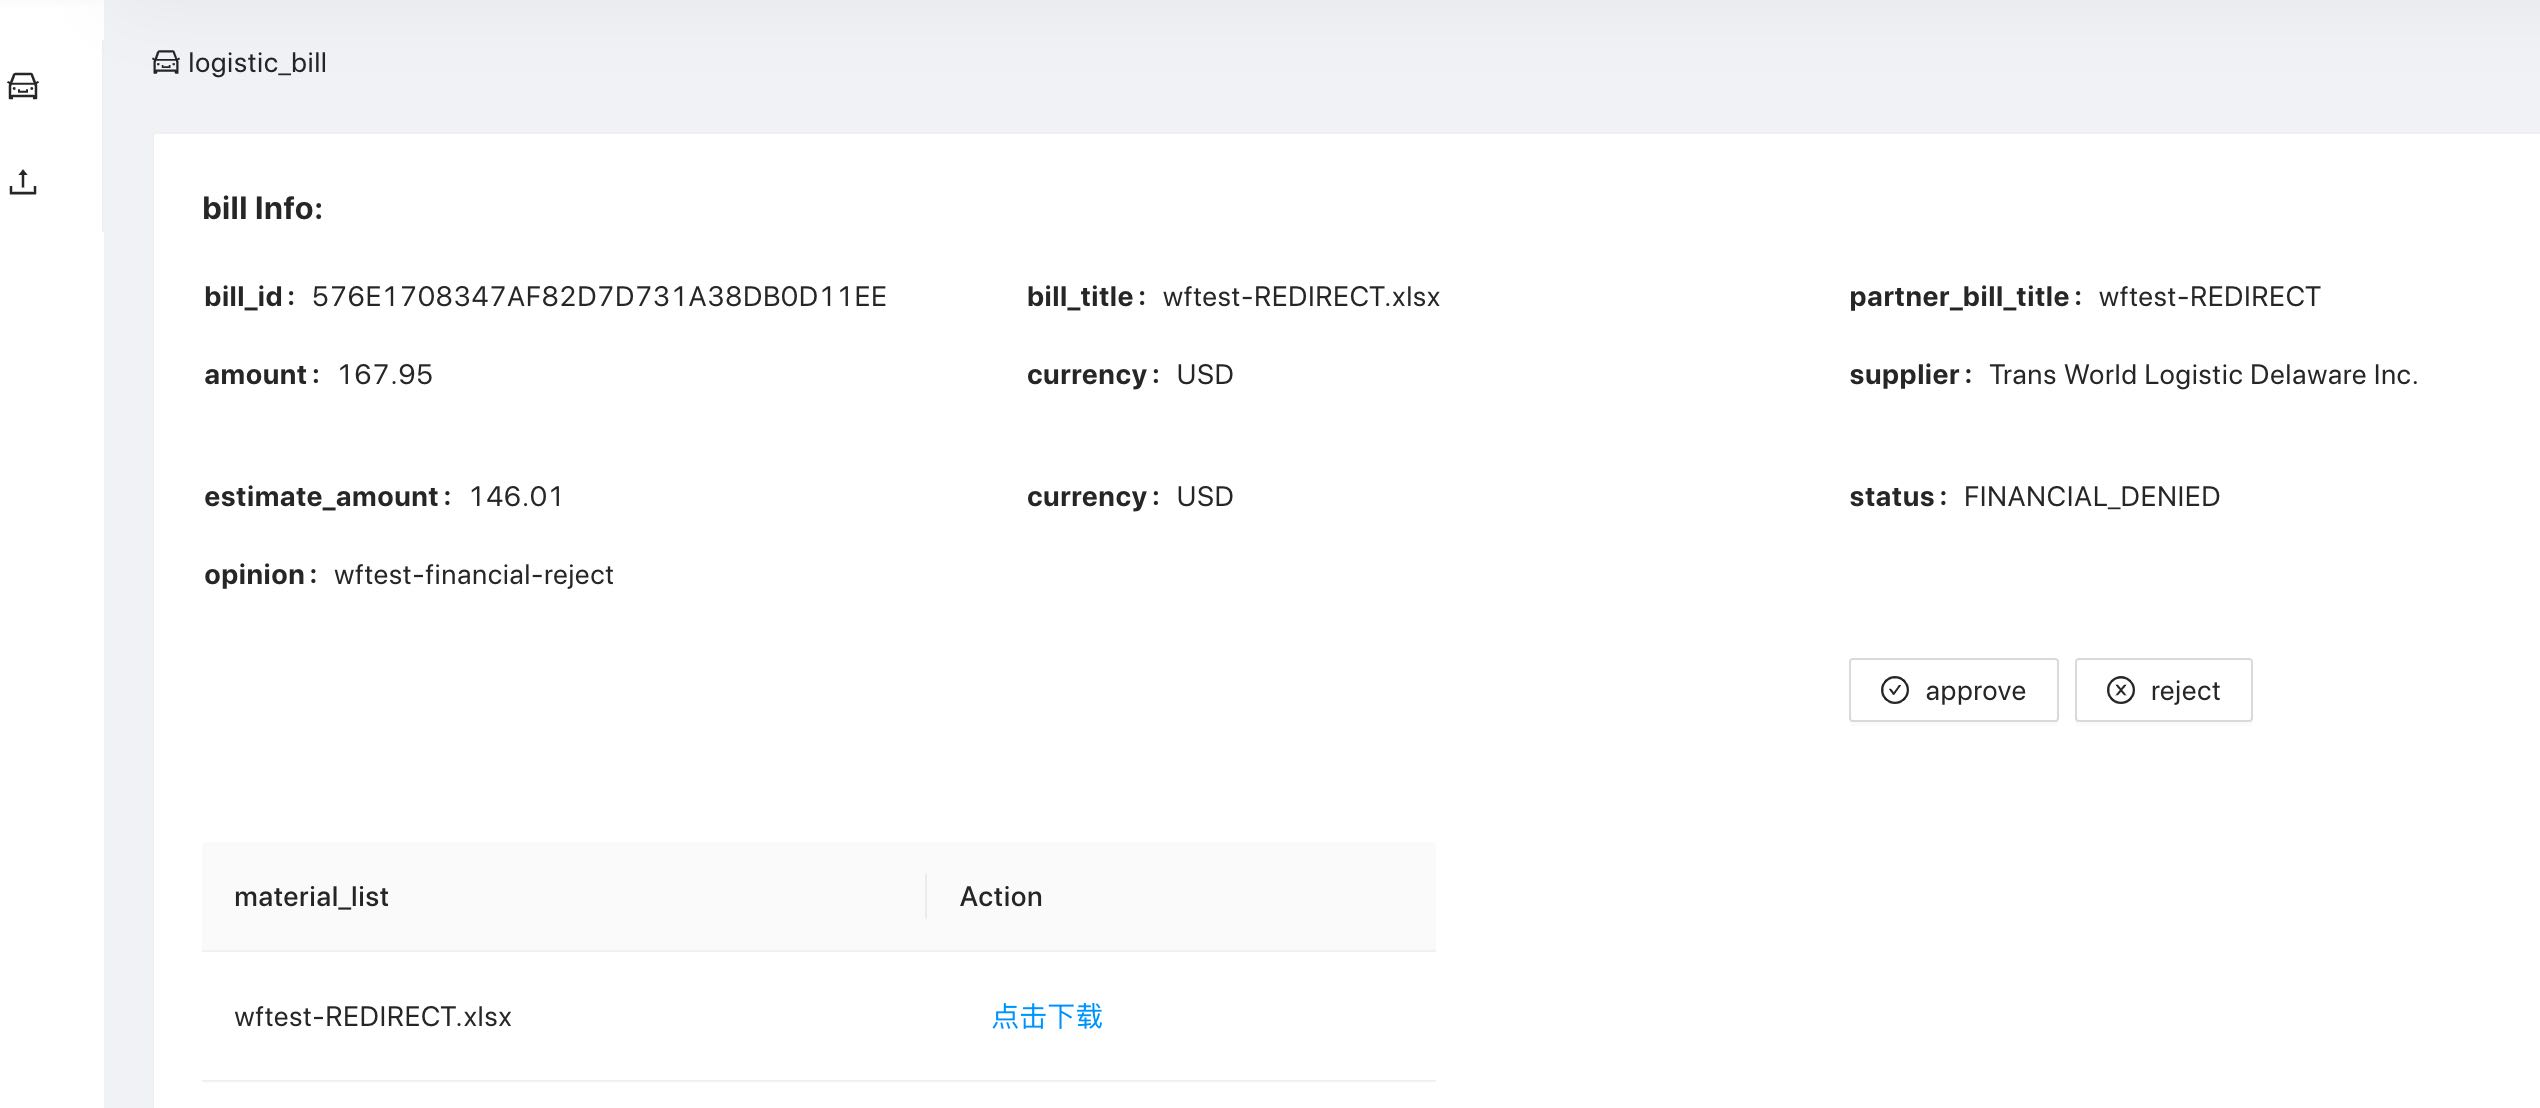 logistic_bill
bill Info:
bill_id: 576E1708347AF82D7D731A38DB0D11EE bill_title: wftest-REDIRECT.xlsx partner_bill_title: wftest-REDIRECT
amount: 167.95 currency: USD supplier: Trans World Logistic Delaware Inc.
estimate_amount: 146.01 currency: USD status: FINANCIAL_DENIED
opinion: wftest-financial-reject
approve reject
material_list Action
wftest-REDIRECT.xlsx 点击下载